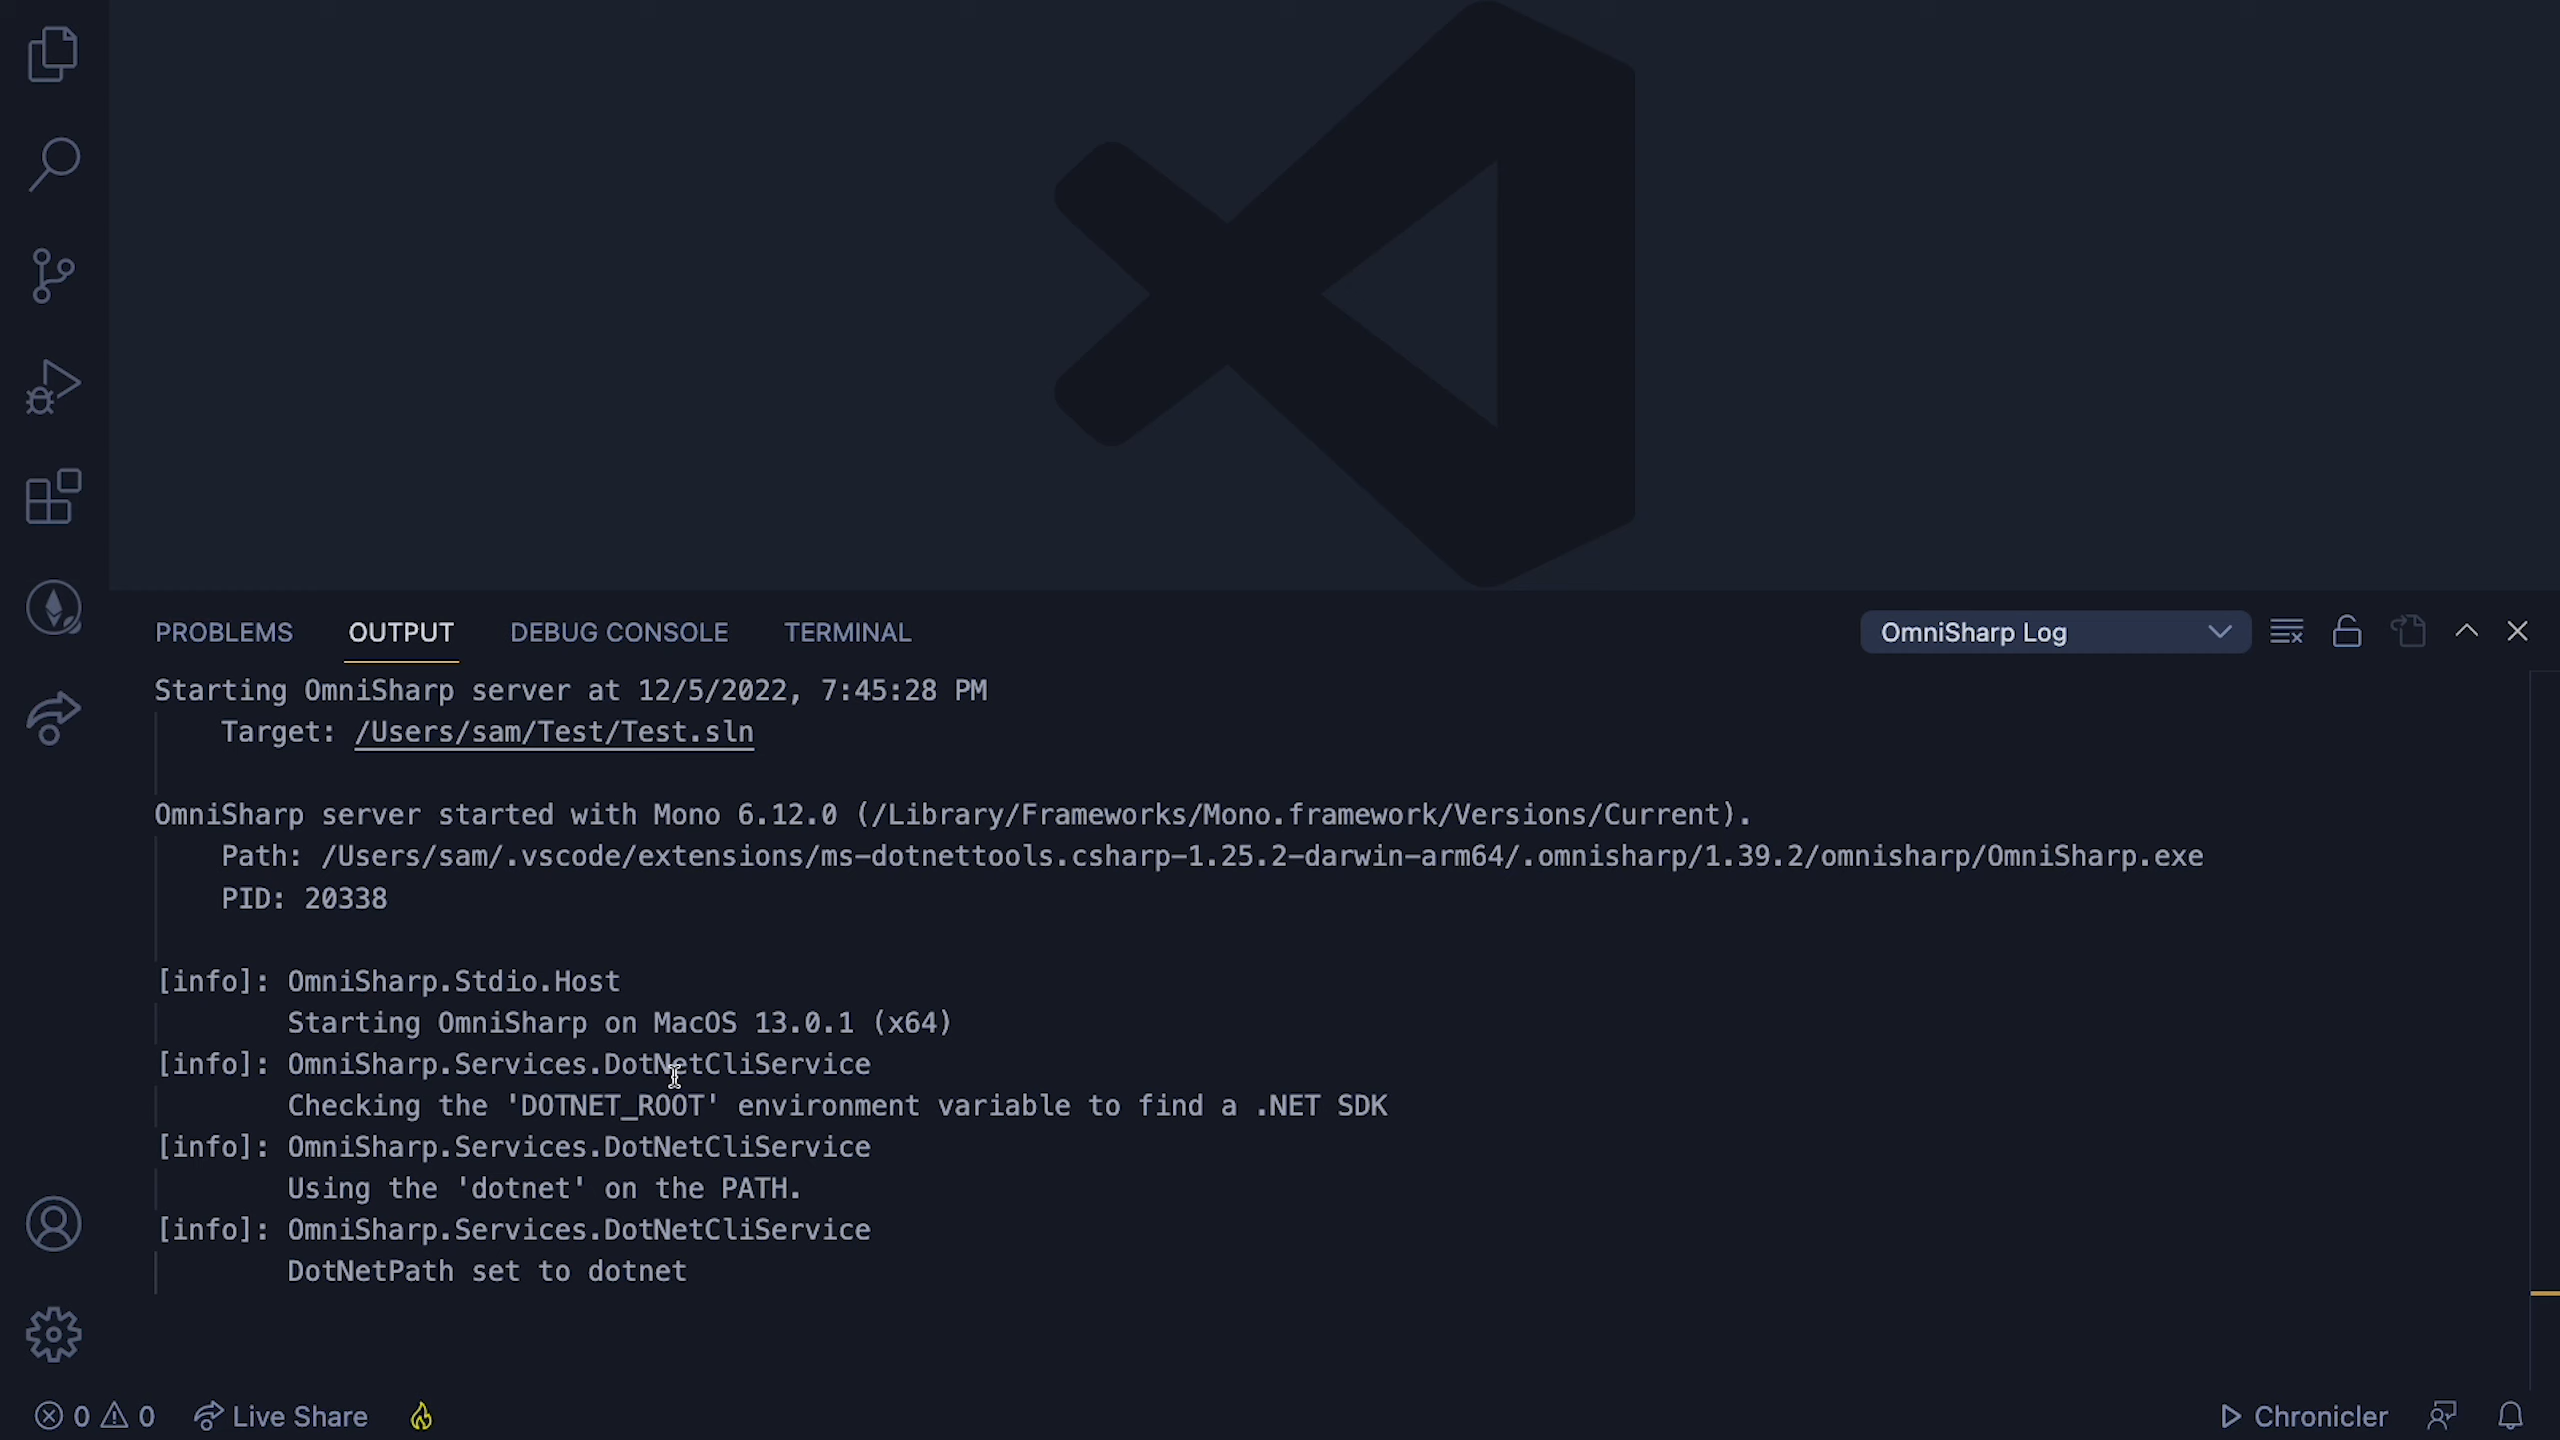 PROBLEMS OUTPUT DEBUG CONSOLE TERMINAL OmniSharp Log
Starting OmniSharp server at 12/5/2022, 7:45:28 PM
Target: /Users/sam/Test/Test.sln
OmniSharp server started with Mono 6.12.0 (/Library/Frameworks/Mono.framework/Versions/Current).
Path: /Users/sam/.vscode/extensions/ms-dotnettools.csharp-1.25.2-darwin-arm64/.omnisharp/1.39.2/omnisharp/OmniSharp.exe
PID: 20338
[info]: OmniSharp.Stdio.Host
Starting OmniSharp on MacOS 13.0.1 (x64)
[info]: OmniSharp.Services.DotNetCliService
Checking the 'DOTNET_ROOT' environment variable to find a .NET SDK
[info]: OmniSharp.Services.DotNetCliService
Using the 'dotnet' on the PATH.
[info]: OmniSharp.Services.DotNetCliService
DotNetPath set to dotnet
0 0 Live Share Chronicler